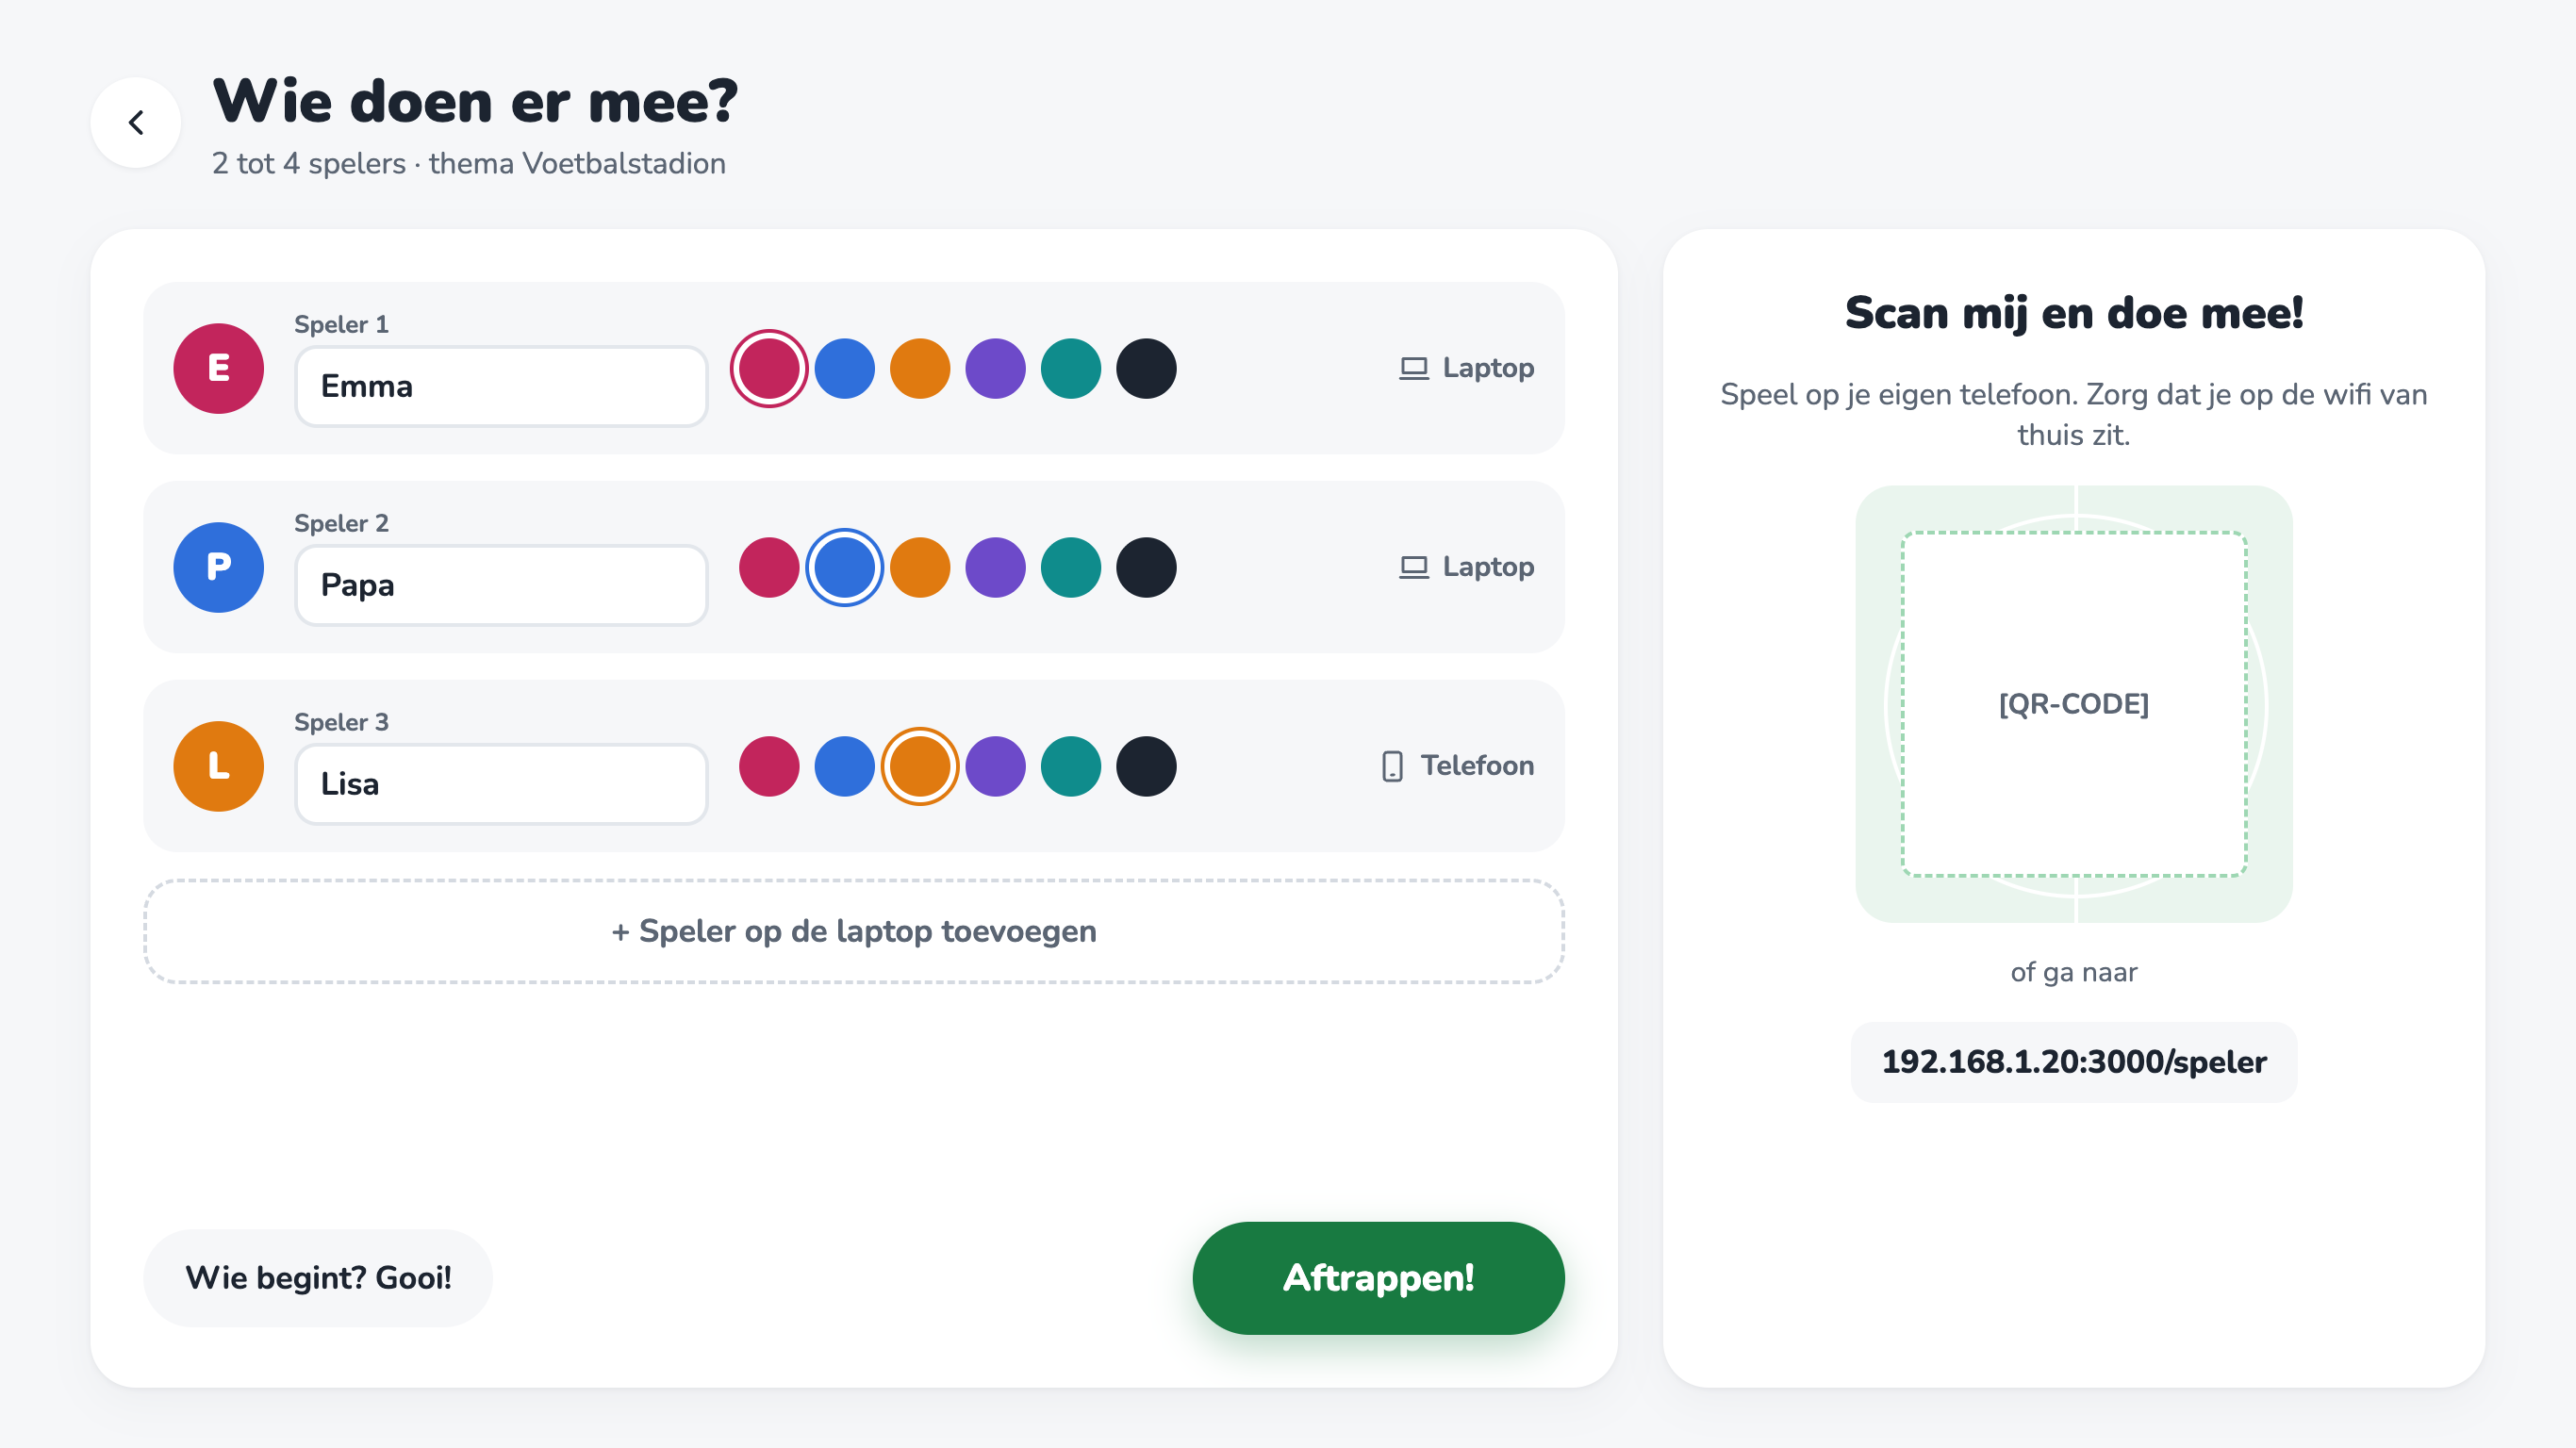 Wie doen er mee?
2 tot 4 spelers · thema Voetbalstadion
Speler 1
E
Emma
Laptop
Speler 2
P
Papa
Laptop
Speler 3
L
Lisa
Telefoon
+ Speler op de laptop toevoegen
Wie begint? Gooi!
Aftrappen!
Scan mij en doe mee!
Speel op je eigen telefoon. Zorg dat je op de wifi van
thuis zit.
[QR-CODE]
of ga naar
192.168.1.20:3000/speler